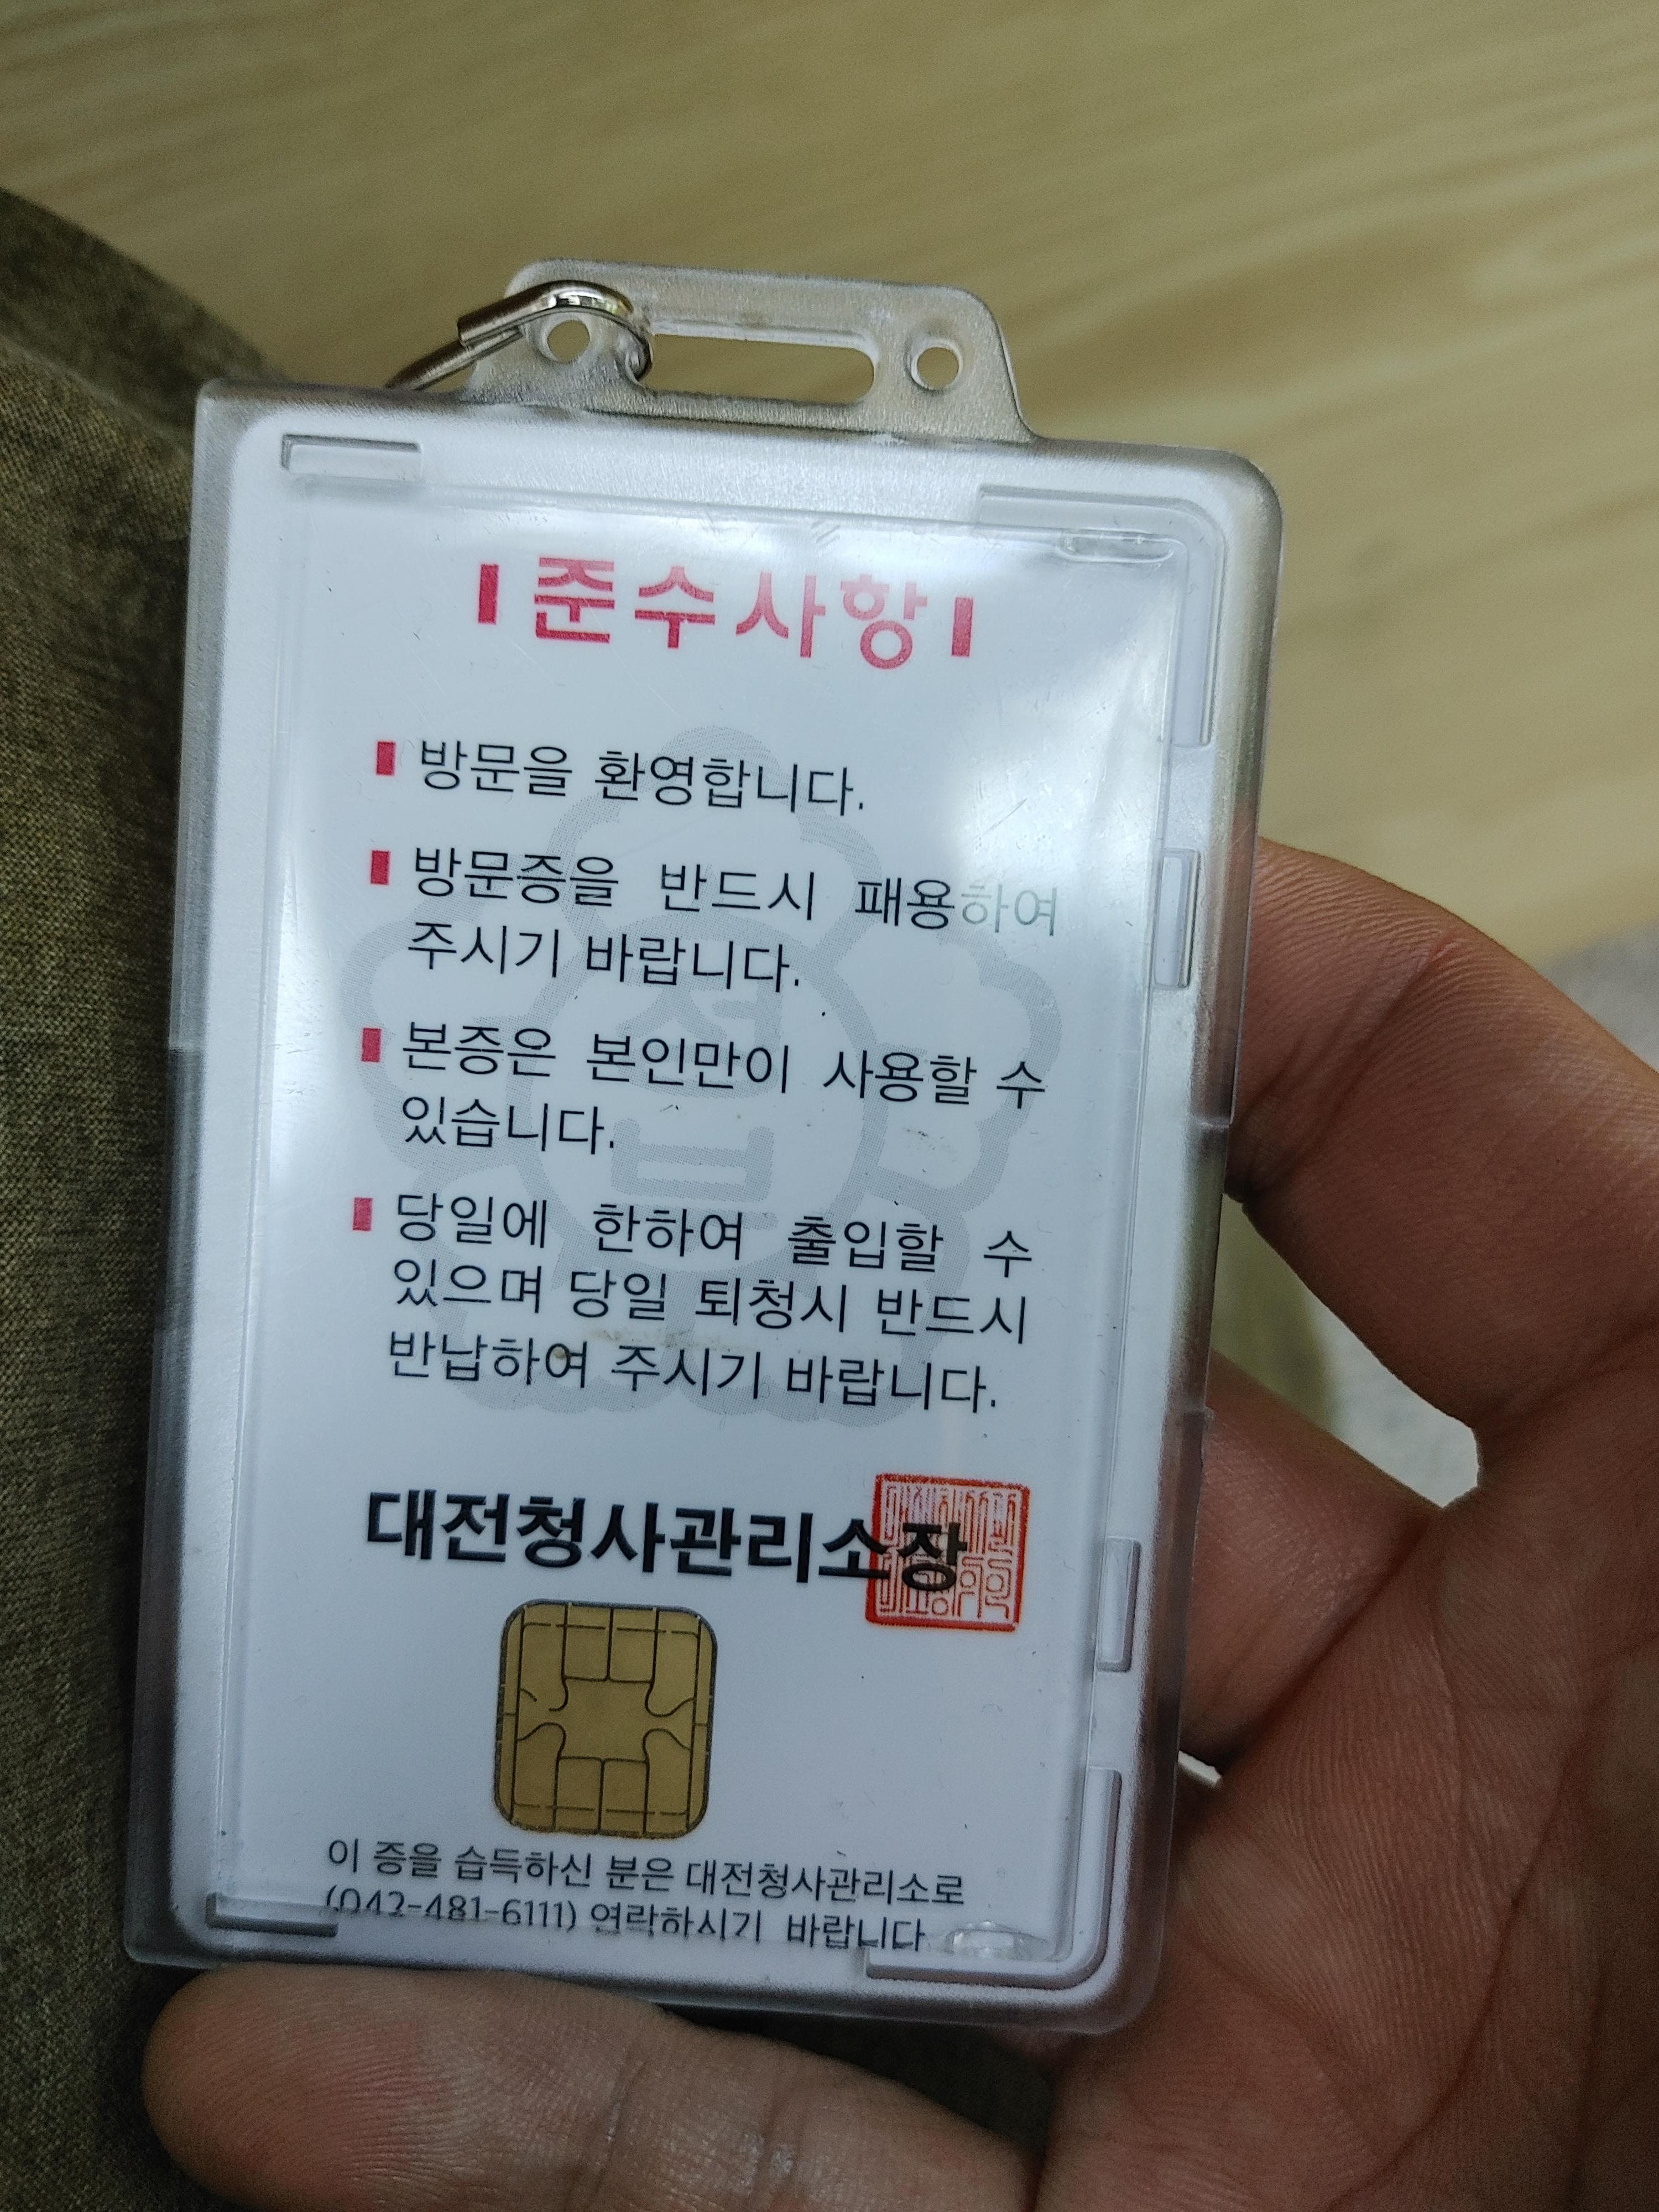 준수사항
방문을 환영합니다.
방문증을 반드시 패용하여
주시기 바랍니다.
본증은 본인만이 사용할 수
있습니다.
당일에 한하여 출입할 수
있으며 당일 퇴청시 반드시
반납하여 주시기 바랍니다.
정부
대전청사관리소장
이 증을 습득하신 분은 대전청사관리소로
(042-481-6111) 연락하시기 바랍니다